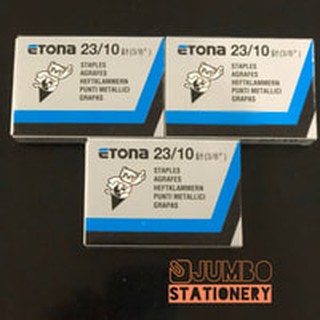 ETONA 23/10 針(3/8")
STAPLES
AGRAFES
HEFTKLAMMERN
PUNTI METALLICI
GRAPAS
ETONA 23/10 針(3/8")
STAPLES
AGRAFES
HEFTKLAMMERN
PUNTI METALLICI
GRAPAS
ETONA 23/10 針(3/8")
STAPLES
AGRAFES
HEFTKLAMMERN
PUNTI METALLICI
GRAPAS
JUMBO
STATIONERY